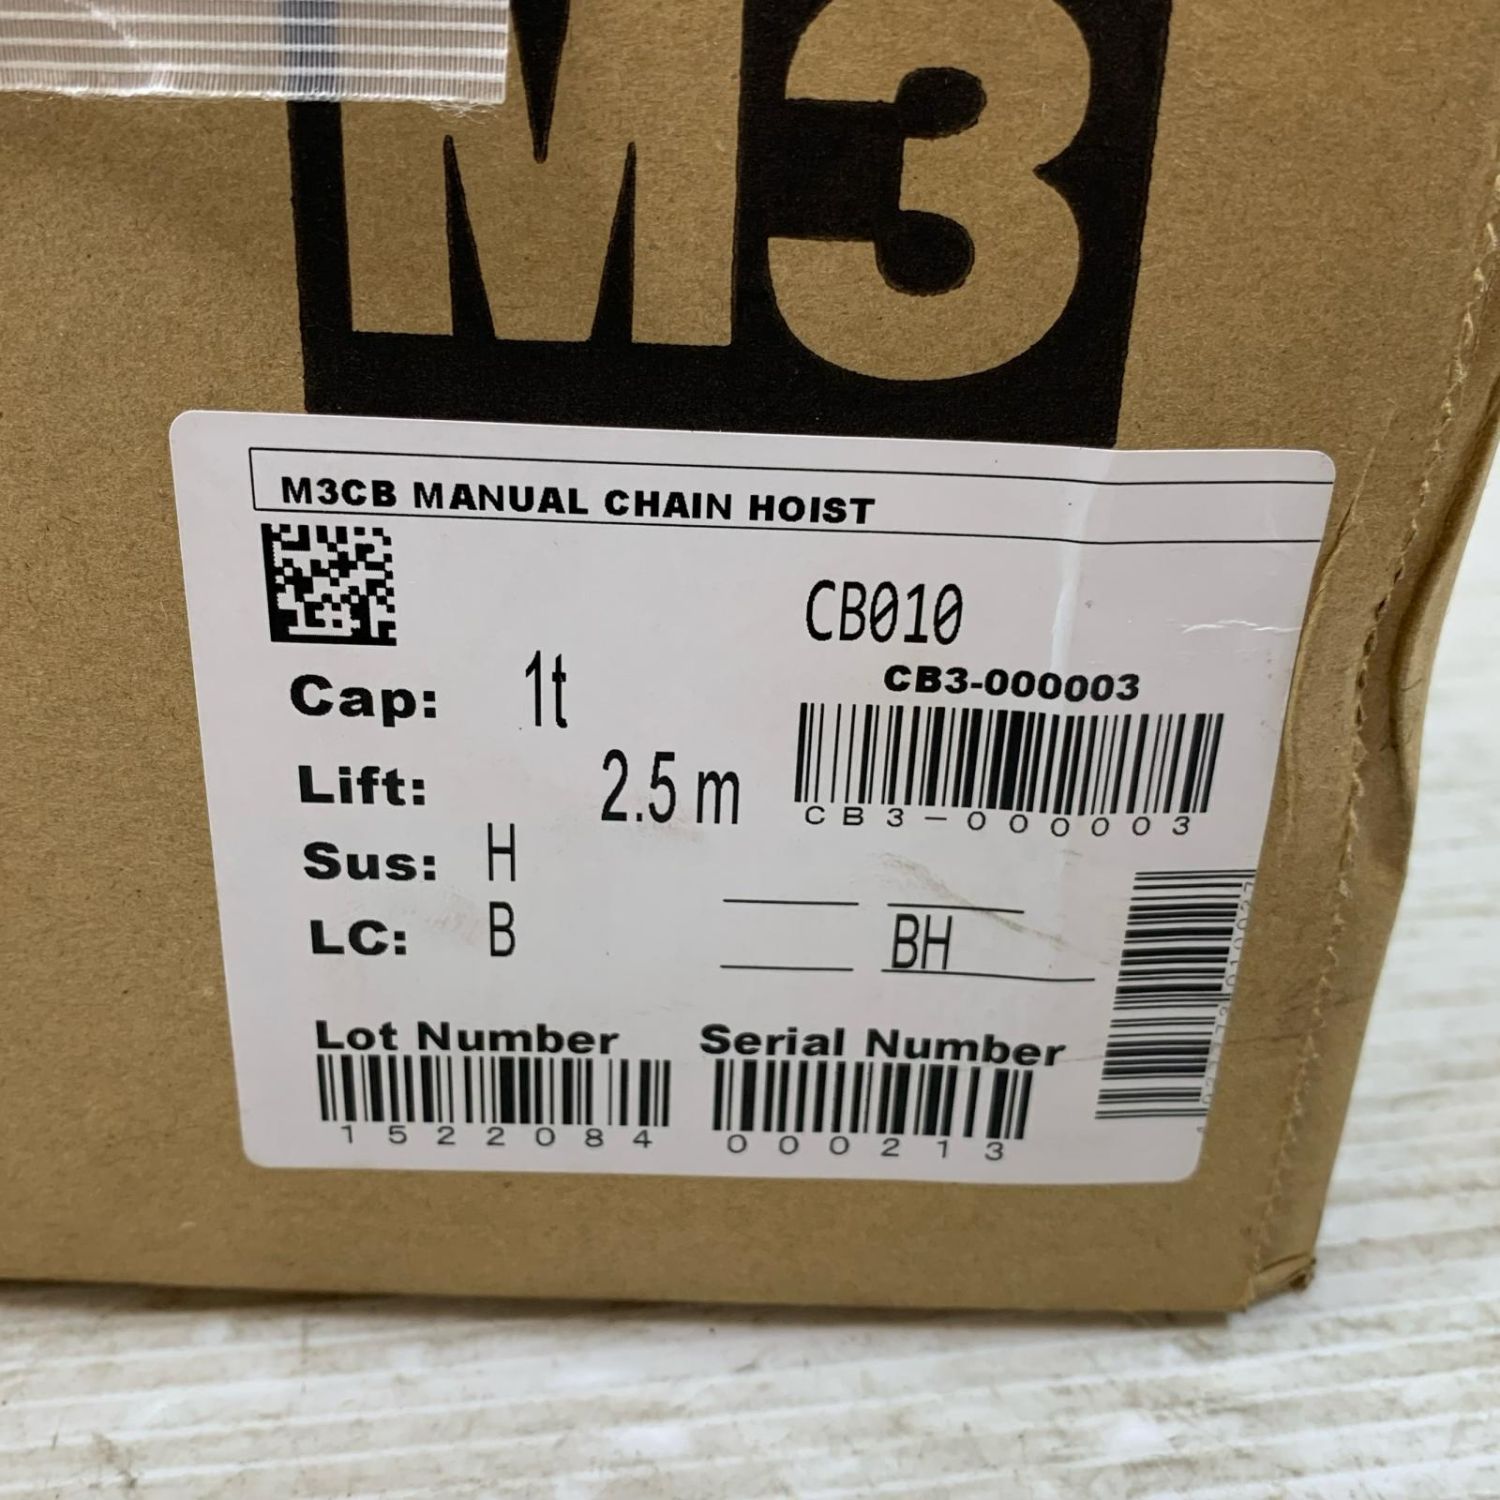 M3
M3CB MANUAL CHAIN HOIST
CB010
CB3-000003
Cap: 1t
CB3-000003
Lift: 2.5 m
Sus: H
LC: B
BH
Lot Number
1522084
Serial Number
000213